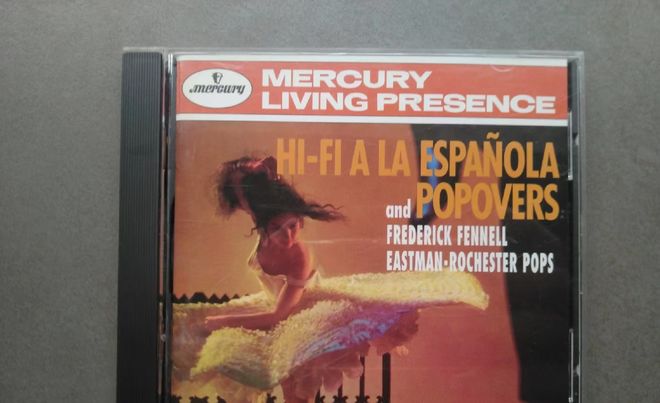 mercury
MERCURY
LIVING PRESENCE
HI-FI A LA ESPAÑOLA
and POPOVERS
FREDERICK FENNELL
EASTMAN-ROCHESTER POPS